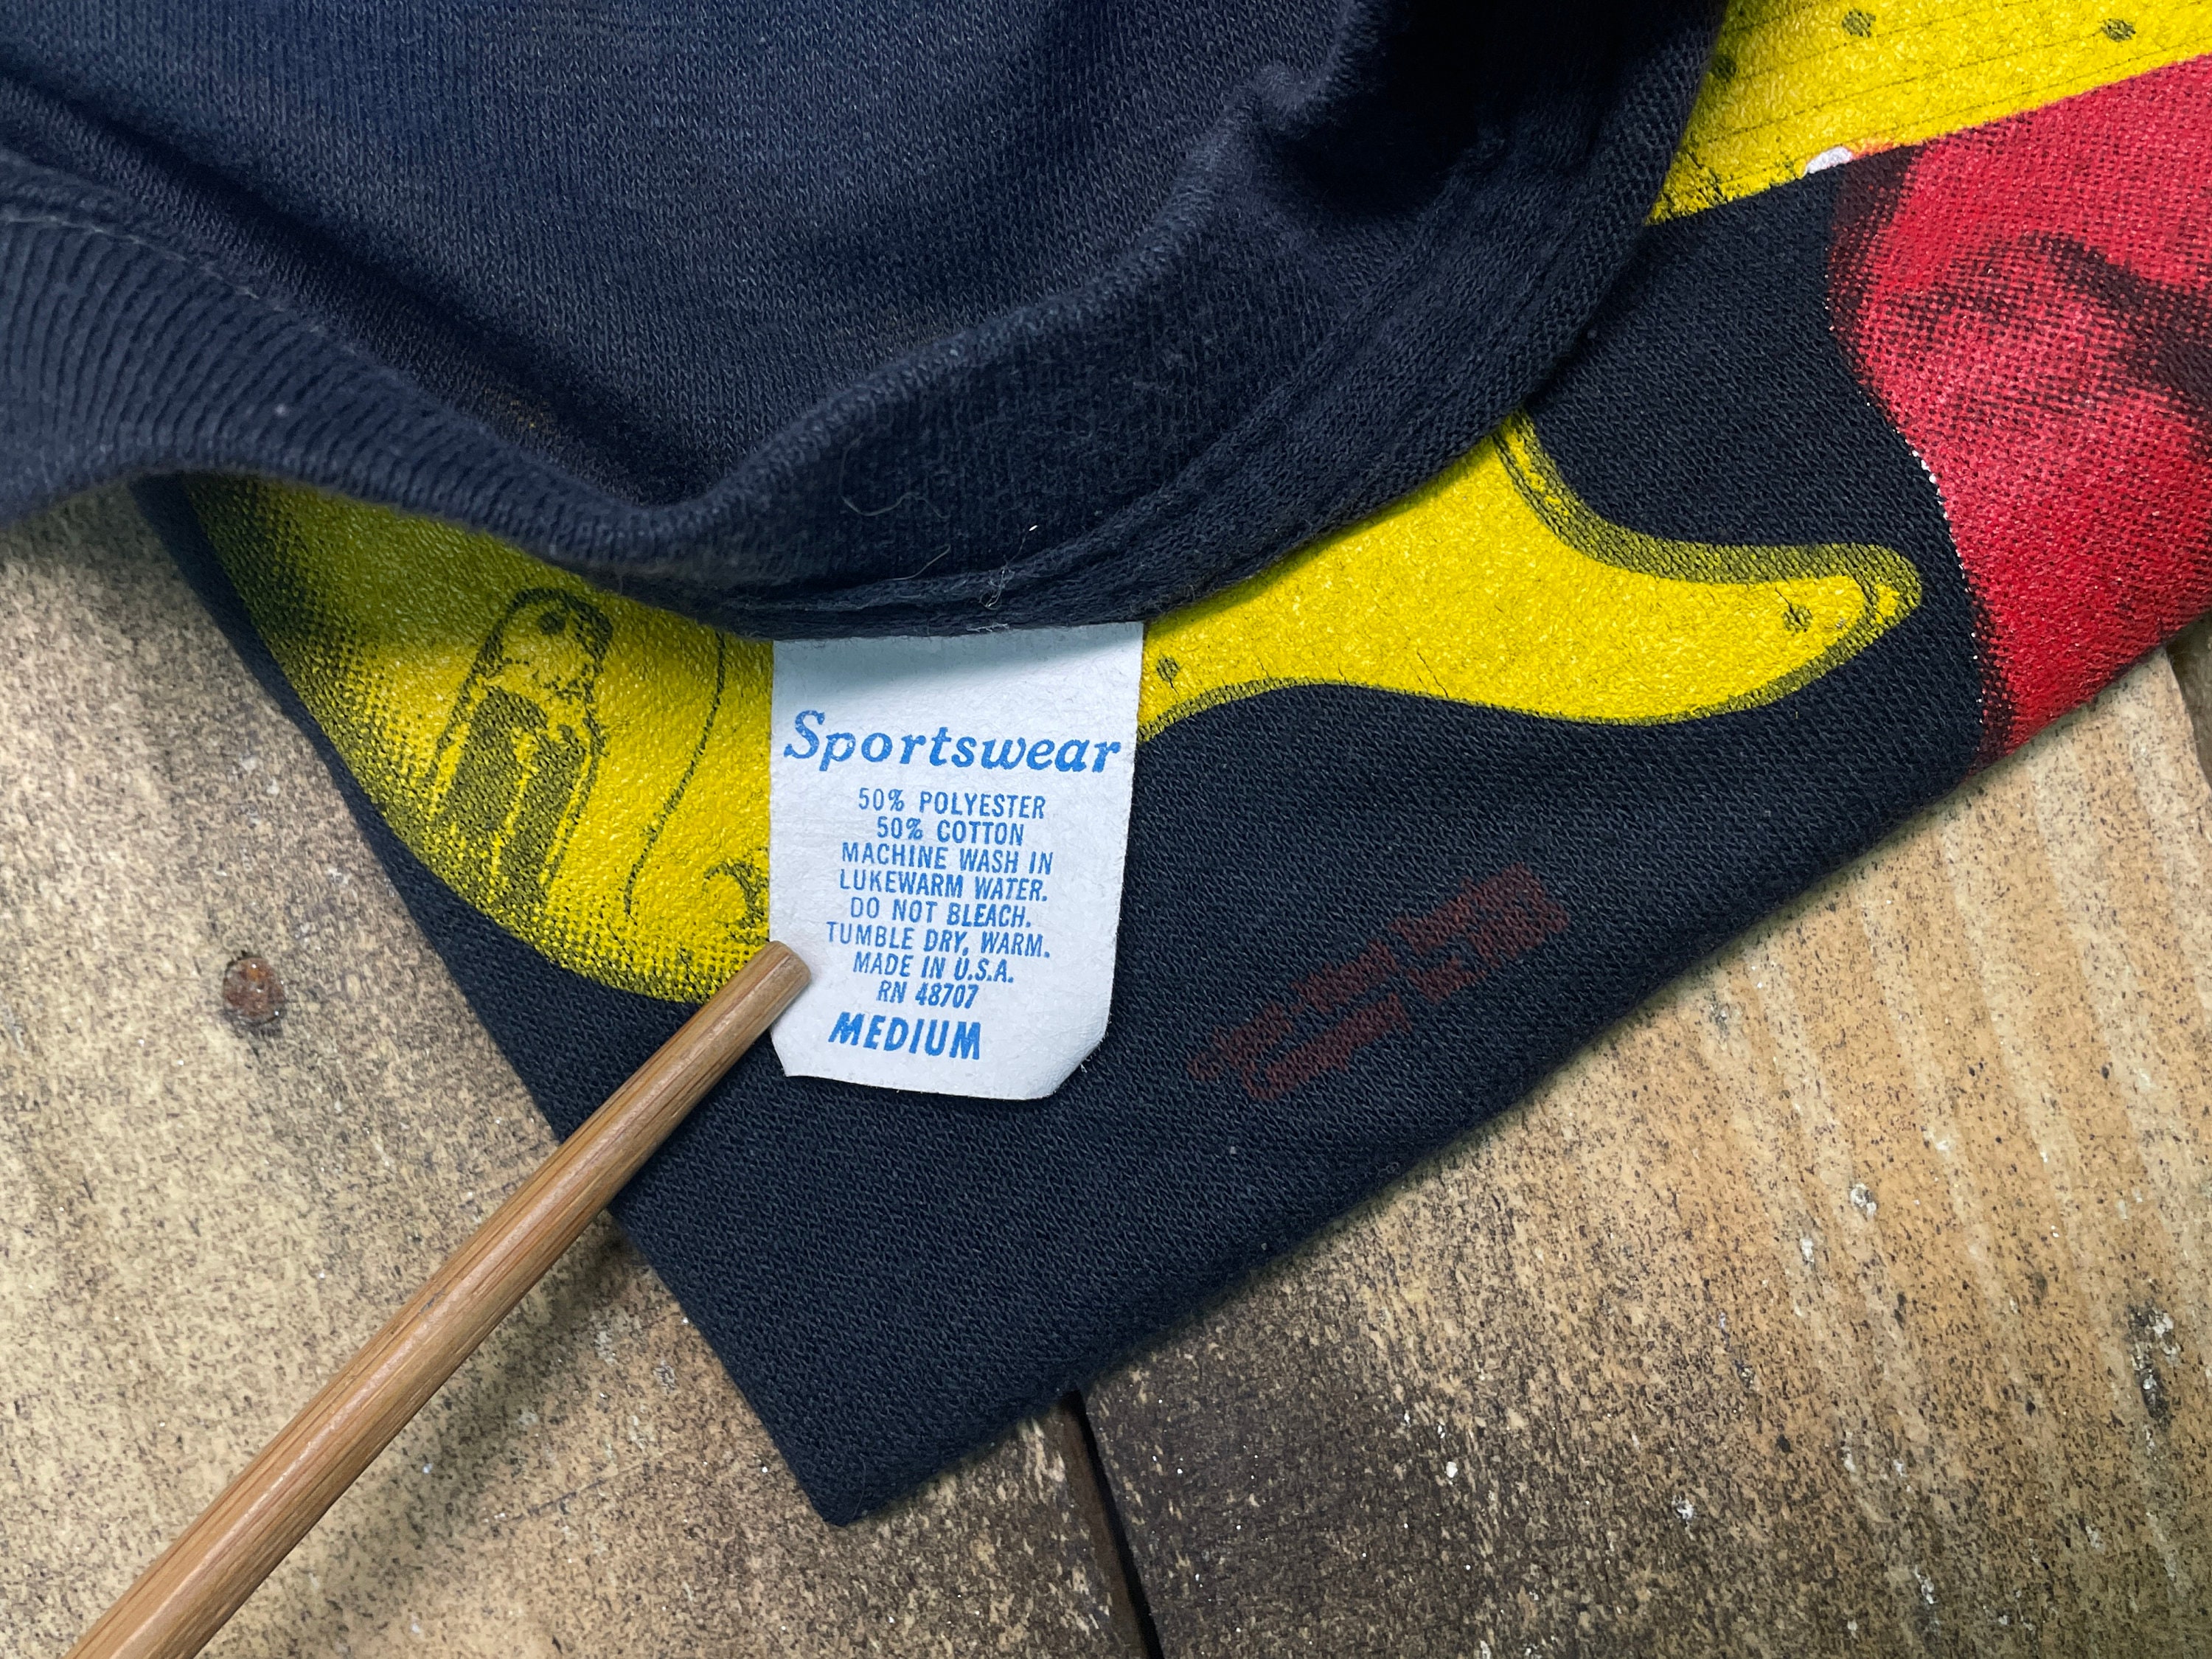 Sportswear
50% POLYESTER
50% COTTON
MACHINE WASH IN
LUKEWARM WATER.
DO NOT BLEACH.
TUMBLE DRY, WARM.
MADE IN U.S.A.
RN 48707
MEDIUM